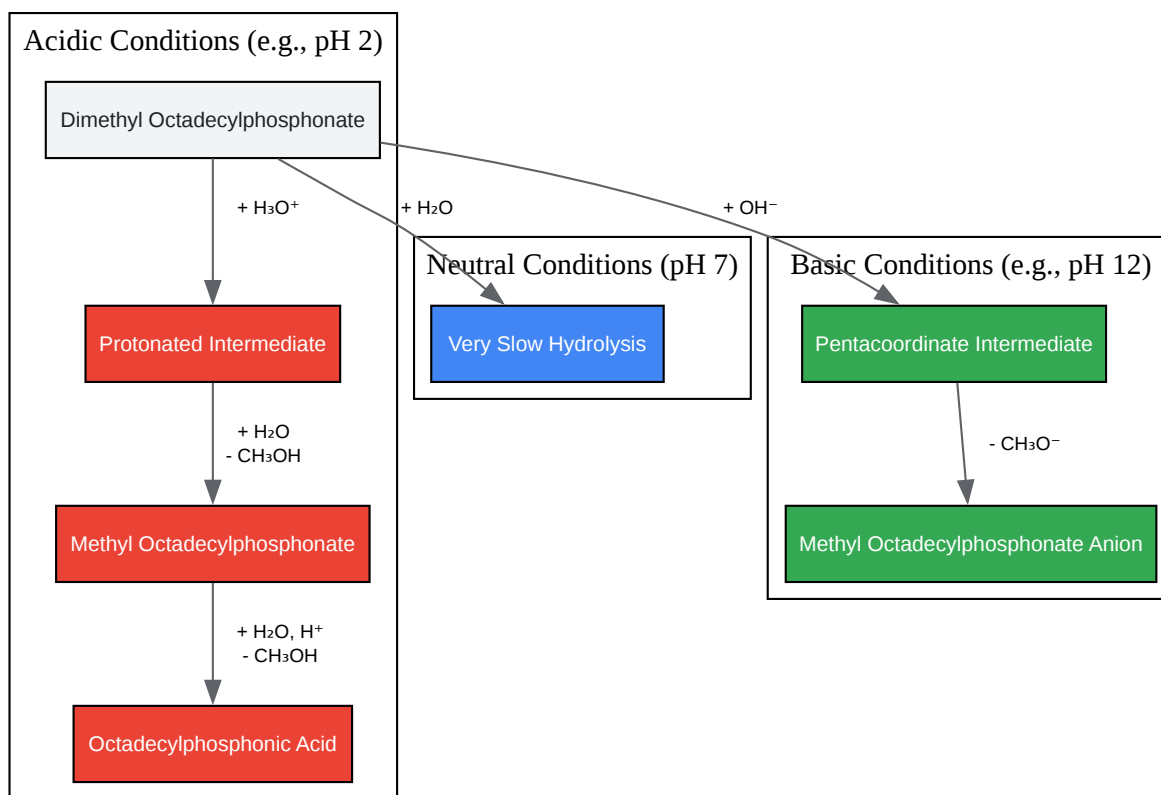 Acidic Conditions (e.g., pH 2)
Dimethyl Octadecylphosphonate
+ H₃O⁺
+ H₂O
+ OH⁻
Neutral Conditions (pH 7)
Basic Conditions (e.g., pH 12)
Protonated Intermediate
Very Slow Hydrolysis
Pentacoordinate Intermediate
+ H₂O
- CH₃OH
- CH₃O⁻
Methyl Octadecylphosphonate
Methyl Octadecylphosphonate Anion
+ H₂O, H⁺
- CH₃OH
Octadecylphosphonic Acid